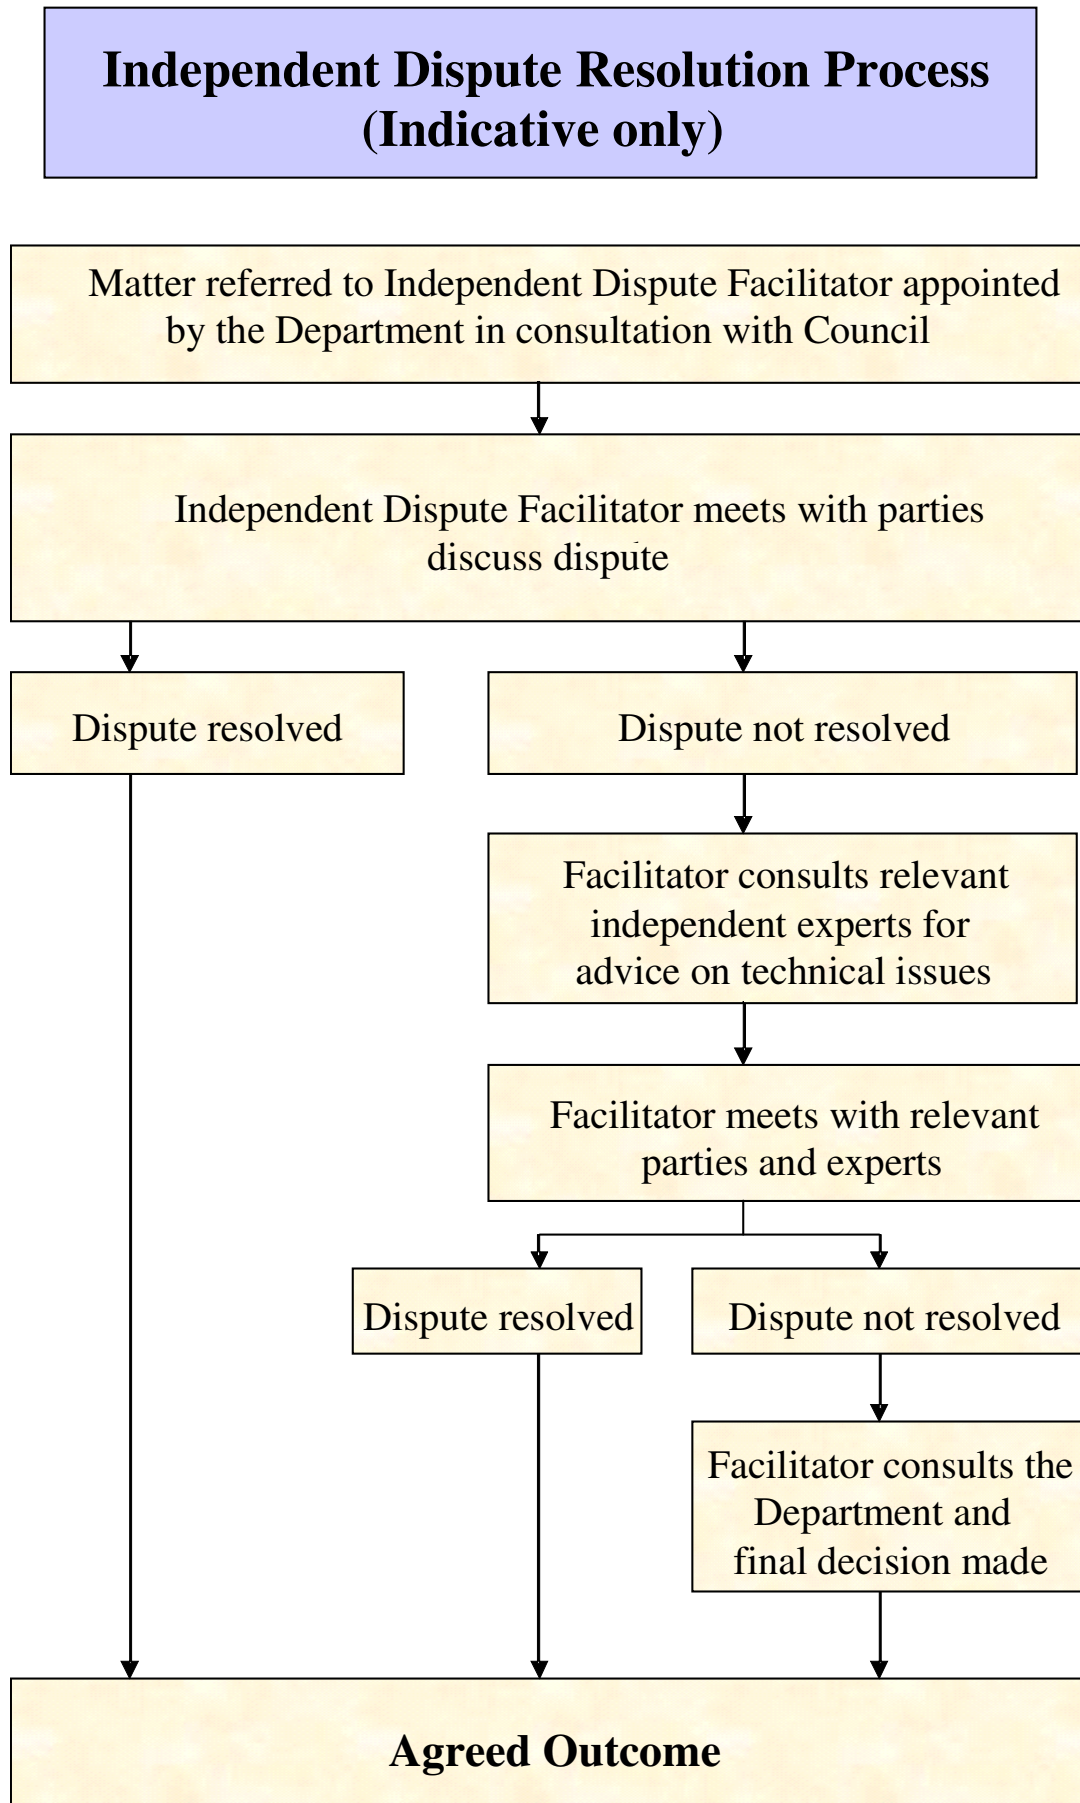 Independent Dispute Resolution Process
(Indicative only)
Matter referred to Independent Dispute Facilitator appointed
by the Department in consultation with Council
Independent Dispute Facilitator meets with parties
discuss dispute
Dispute resolved
Dispute not resolved
Facilitator consults relevant
independent experts for
advice on technical issues
Facilitator meets with relevant
parties and experts
Dispute resolved
Dispute not resolved
Facilitator consults the
Department and
final decision made
Agreed Outcome